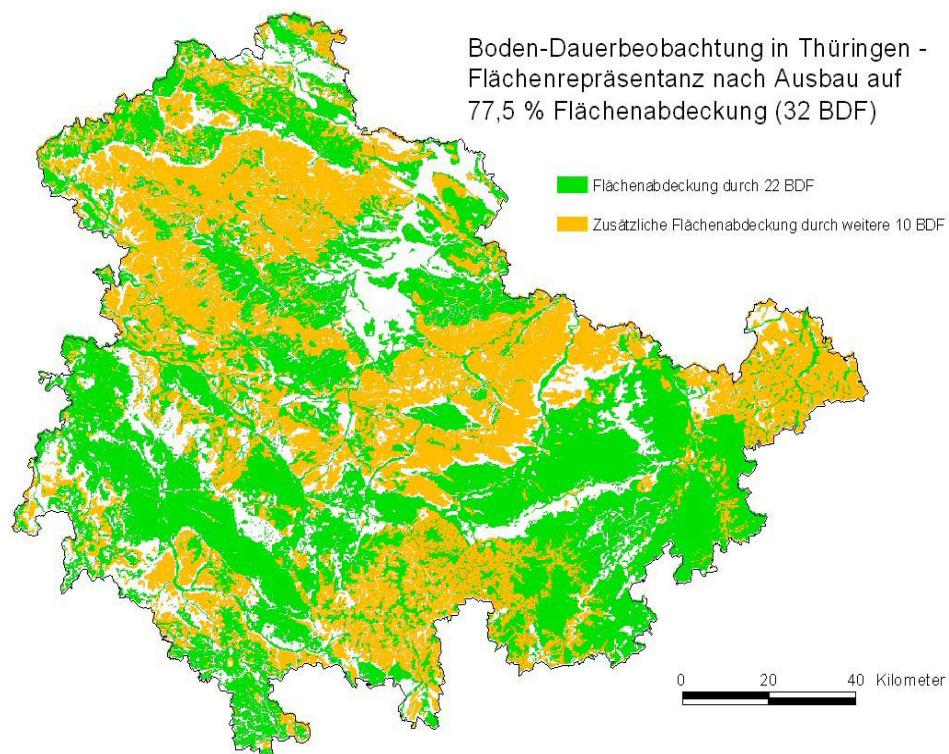 Boden-Dauerbeobachtung in Thüringen -
Flächenrepräsentanz nach Ausbau auf
77,5 % Flächenabdeckung (32 BDF)
Flächenabdeckung durch 22 BDF
Zusätzliche Flächenabdeckung durch weitere 10 BDF
0 20 40 Kilometer